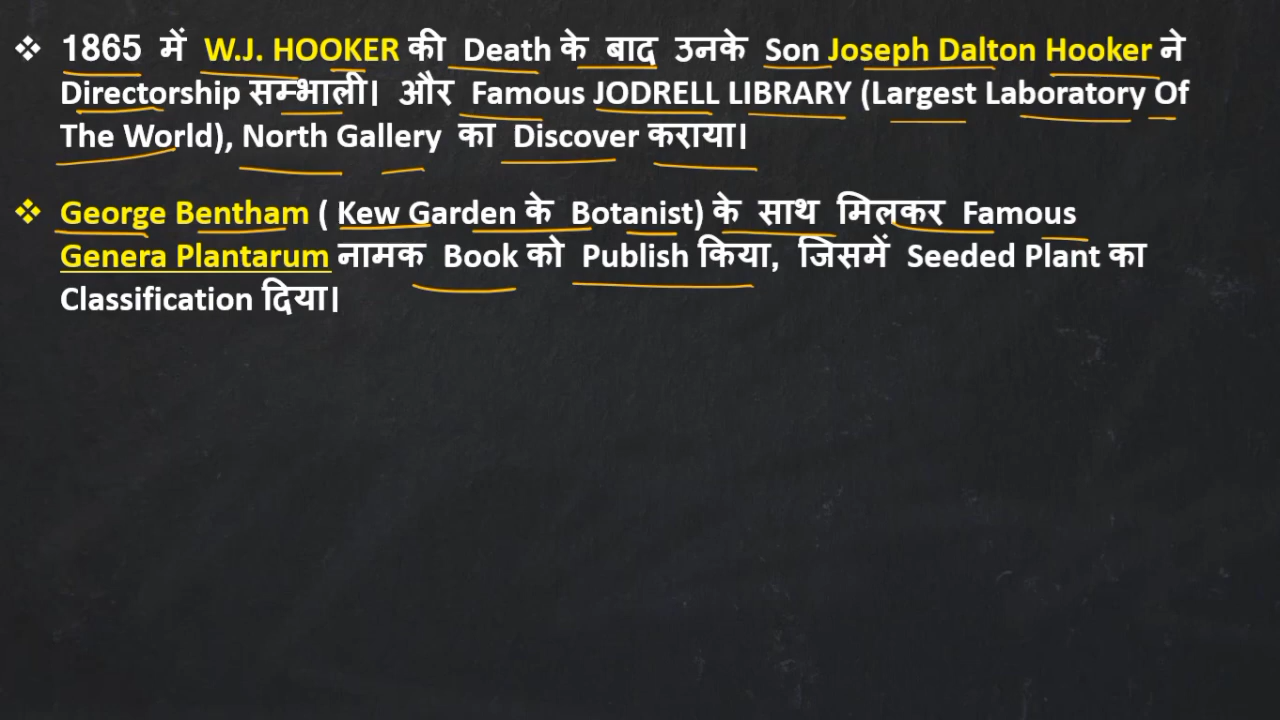 ❖ 1865 में W.J. HOOKER की Death के बाद उनके Son Joseph Dalton Hooker ने
Directorship सम्भाली। और Famous JODRELL LIBRARY (Largest Laboratory Of
The World), North Gallery का Discover कराया।
❖ George Bentham ( Kew Garden के Botanist) के साथ मिलकर Famous
Genera Plantarum नामक Book को Publish किया, जिसमें Seeded Plant का
Classification दिया।